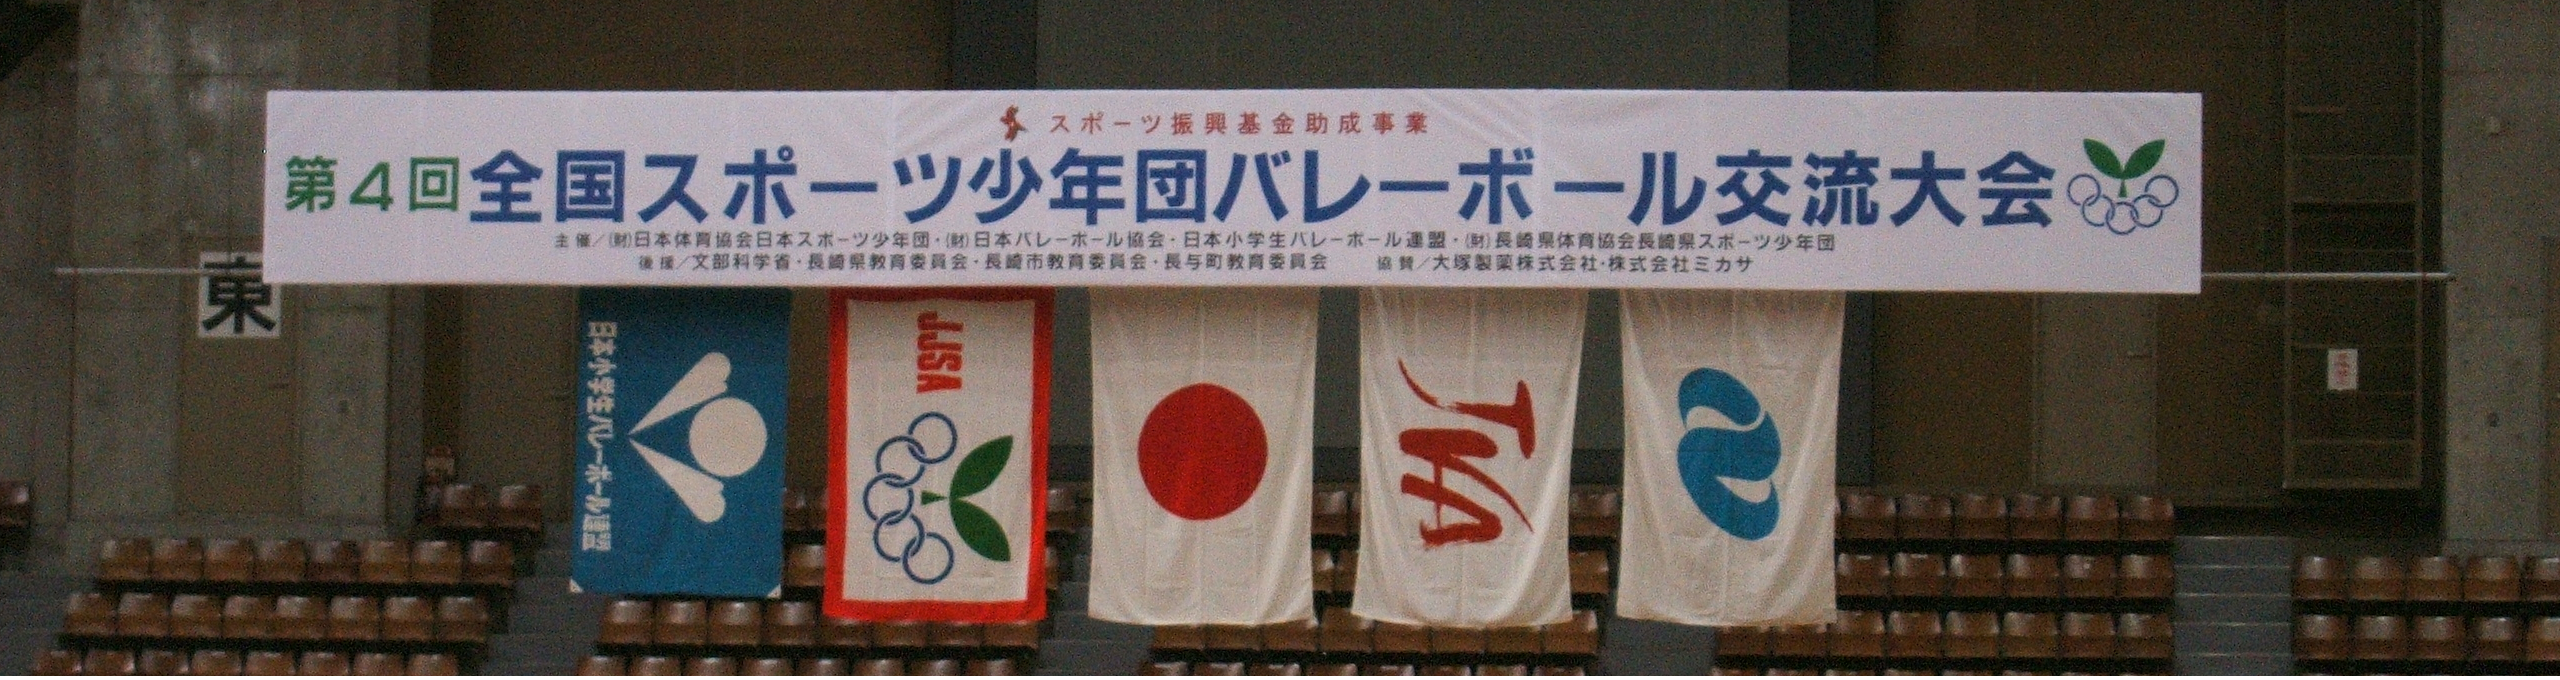 スポーツ振興基金助成事業
第4回全国スポーツ少年団バレーボール交流大会
主催／(財)日本体育協会日本スポーツ少年団・(財)日本バレーボール協会・日本小学生バレーボール連盟・(財)長崎県体育協会長崎県スポーツ少年団
後援／文部科学省・長崎県教育委員会・長崎市教育委員会・長与町教育委員会 協賛／大塚製薬株式会社・株式会社ミカサ
東
日本小学生バレーボール連盟
JJSA
JVA